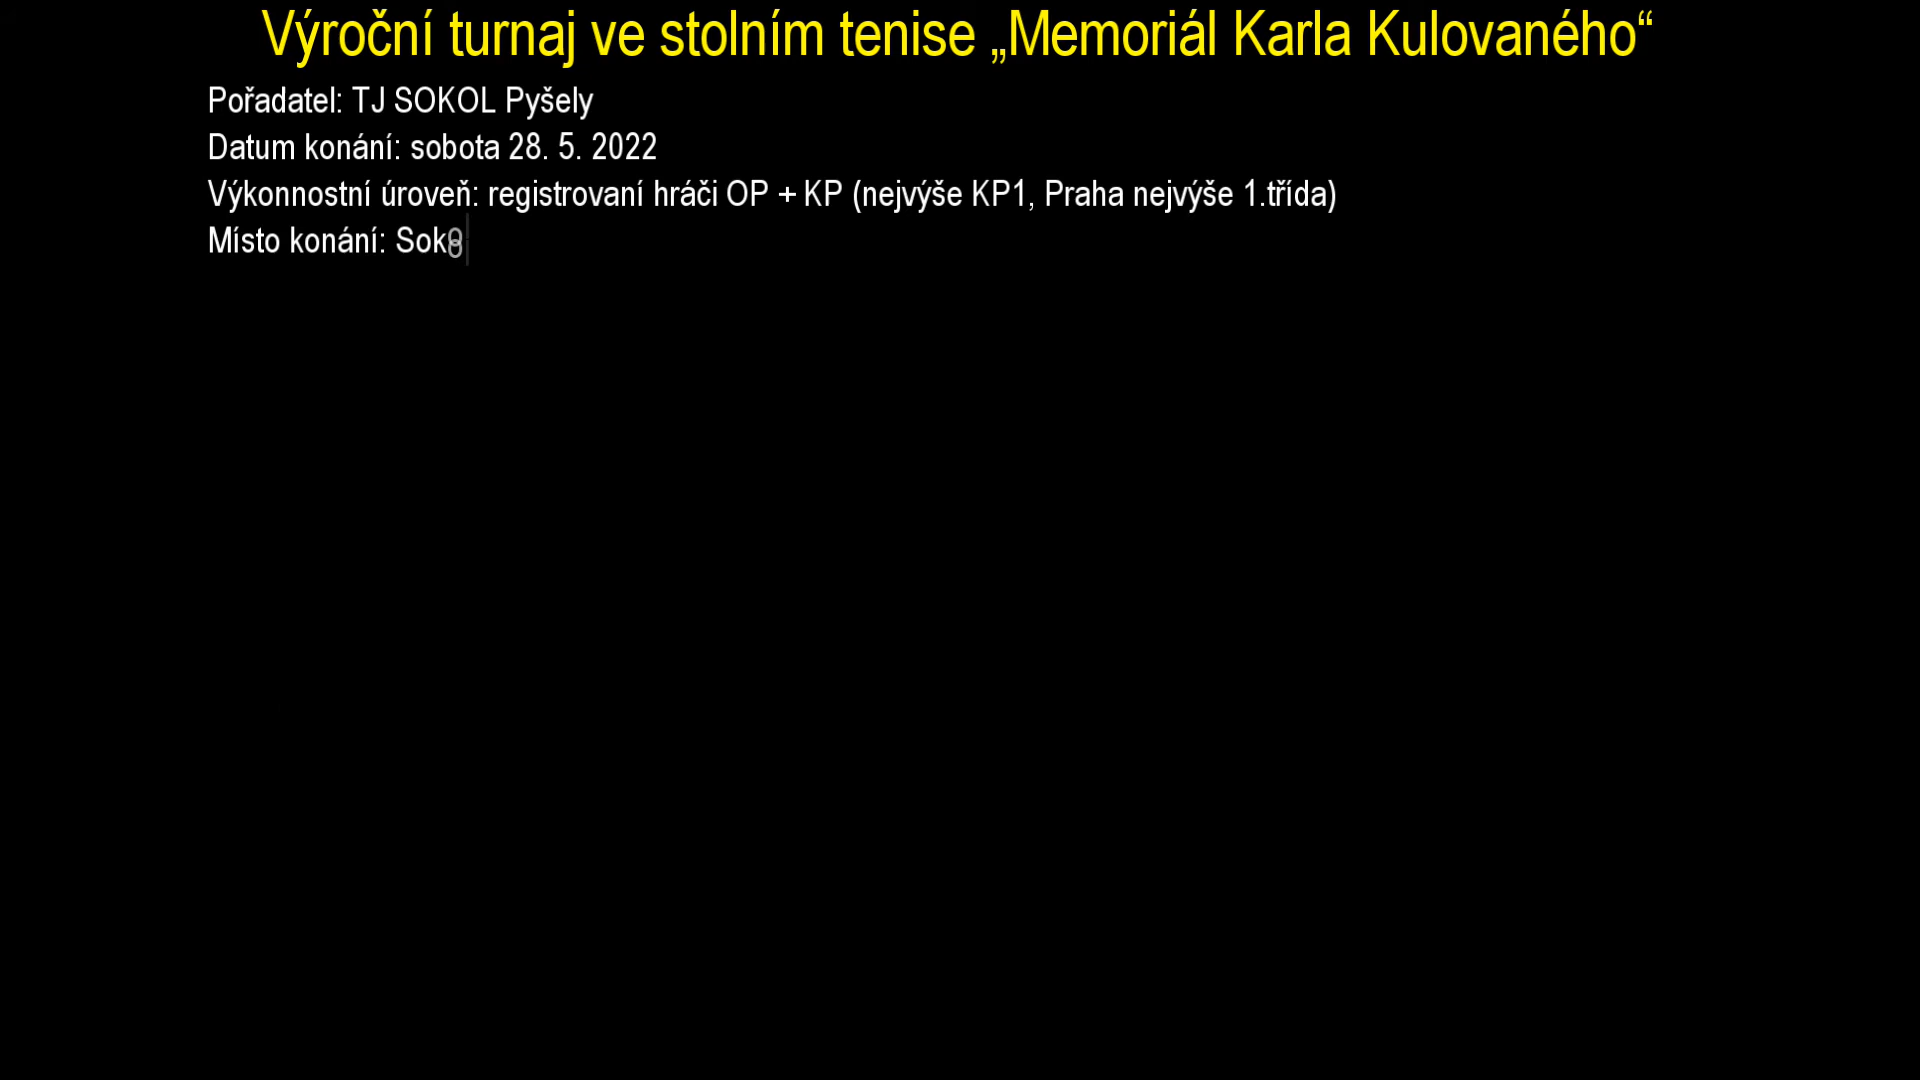 Výroční turnaj ve stolním tenise „Memoriál Karla Kulovaného“
Pořadatel: TJ SOKOL Pyšely
Datum konání: sobota 28. 5. 2022
Výkonnostní úroveň: registrovaní hráči OP + KP (nejvýše KP1, Praha nejvýše 1.třída)
Místo konání: Soko